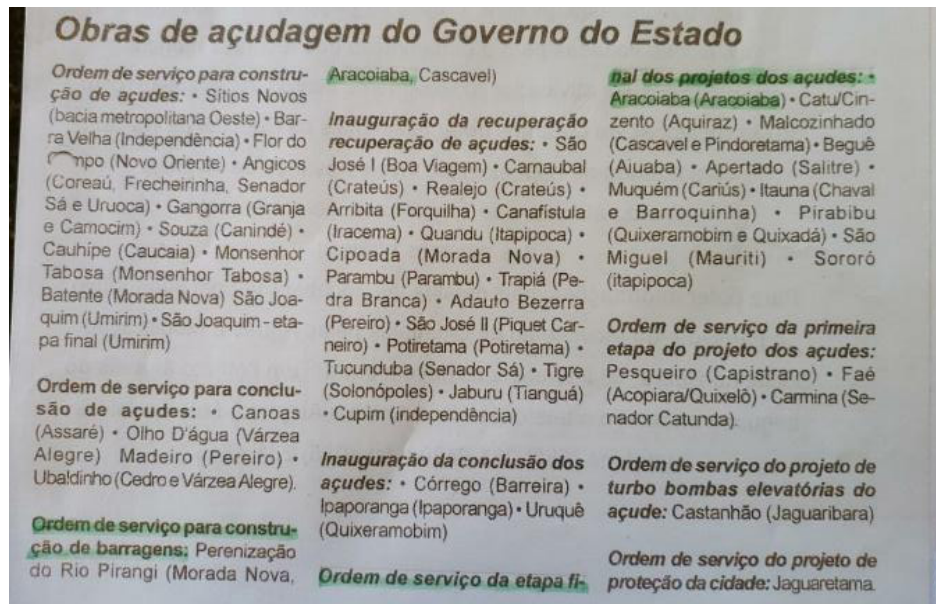 Obras de açudagem do Governo do Estado
Ordem de serviço para constru-
ção de açudes: • Sítios Novos
(bacia metropolitana Oeste) • Bar-
ra Velha (Independência) • Flor do
(Novo Oriente) • Angicos
(Coreaú, Frecheirinha, Senador
Sá e Uruoca) • Gangorra (Granja
e Camocim) • Souza (Canindé) •
Cauhipe (Caucaia) • Monsenhor
Tabosa (Monsenhor Tabosa) •
Batente (Morada Nova) São Joa-
quim (Umirim) • São Joaquim - eta-
pa final (Umirim)
Ordem de serviço para conclu-
são de açudes: • Canoas
(Assaré) • Olho D'água (Várzea
Alegre) Madeiro (Pereiro) •
Ubaldinho (Cedro e Várzea Alegre).
Ordem de serviço para constru-
ção de barragens: Perenização
do Rio Pirangi (Morada Nova,
Aracoiaba, Cascavel)
Inauguração da recuperação
recuperação de açudes: • São
José I (Boa Viagem) • Carnaubal
(Crateús) • Realejo (Crateús) •
Arribita (Forquilha) • Canafístula
(Iracema) • Quandu (Itapipoca) •
Cipoada (Morada Nova) •
Parambu (Parambu) • Trapiá (Pe-
dra Branca) • Adauto Bezerra
(Pereiro) • São José II (Piquet Car-
neiro) • Potiretama (Potiretama) •
Tucunduba (Senador Sá) • Tigre
(Solonópoles) • Jaburu (Tianguá)
• Cupim (independência)
Inauguração da conclusão dos
açudes: • Córrego (Barreira) •
Ipaporanga (Ipaporanga) • Uruquê
(Quixeramobim)
Ordem de serviço da etapa fi-
nal dos projetos dos açudes: •
Aracoiaba (Aracoiaba) • Catu/Cin-
zento (Aquiraz) • Malcozinhado
(Cascavel e Pindoretama) • Beguê
(Aiuaba) • Apertado (Salitre) •
Muquém (Cariús) • Itauna (Chaval
e Barroquinha) • Pirabibu
(Quixeramobim e Quixadá) • São
Miguel (Mauriti) • Sororó
(itapipoca)
Ordem de serviço da primeira
etapa do projeto dos açudes:
Pesqueiro (Capistrano) • Faé
(Acopiara/Quixelô) • Carmina (Se-
nador Catunda).
Ordem de serviço do projeto de
turbo bombas elevatórias do
açude: Castanhão (Jaguaribara)
Ordem de serviço do projeto de
proteção da cidade: Jaguaretama.